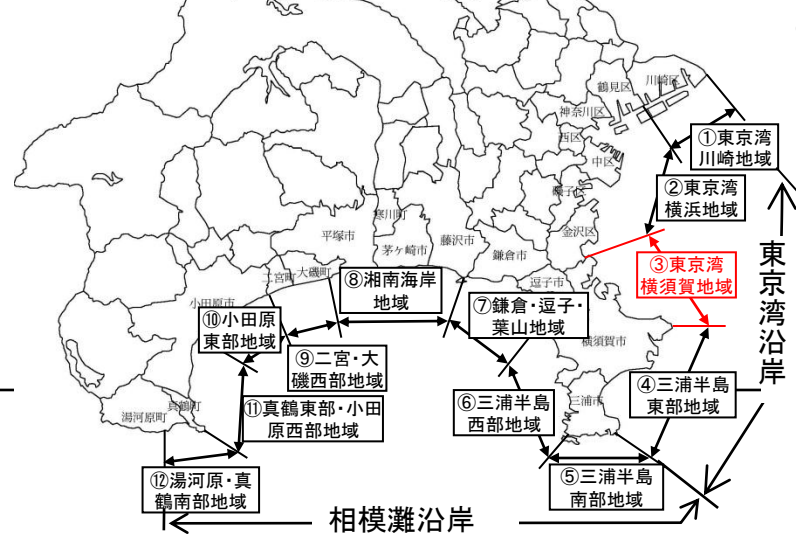 川崎区
鶴見区
神奈川区
西区
中区
磯子区
金沢区
寒川町
平塚市
茅ヶ崎市
藤沢市
鎌倉市
逗子市
二宮町
大磯町
小田原市
横須賀市
三浦市
真鶴町
湯河原町
①東京湾
川崎地域
②東京湾
横浜地域
③東京湾
横須賀地域
④三浦半島
東部地域
⑤三浦半島
南部地域
⑥三浦半島
西部地域
⑦鎌倉・逗子・
葉山地域
⑧湘南海岸
地域
⑨二宮・大
磯西部地域
⑩小田原
東部地域
⑪真鶴東部・小田
原西部地域
⑫湯河原・真
鶴南部地域
東京湾沿岸
相模灘沿岸